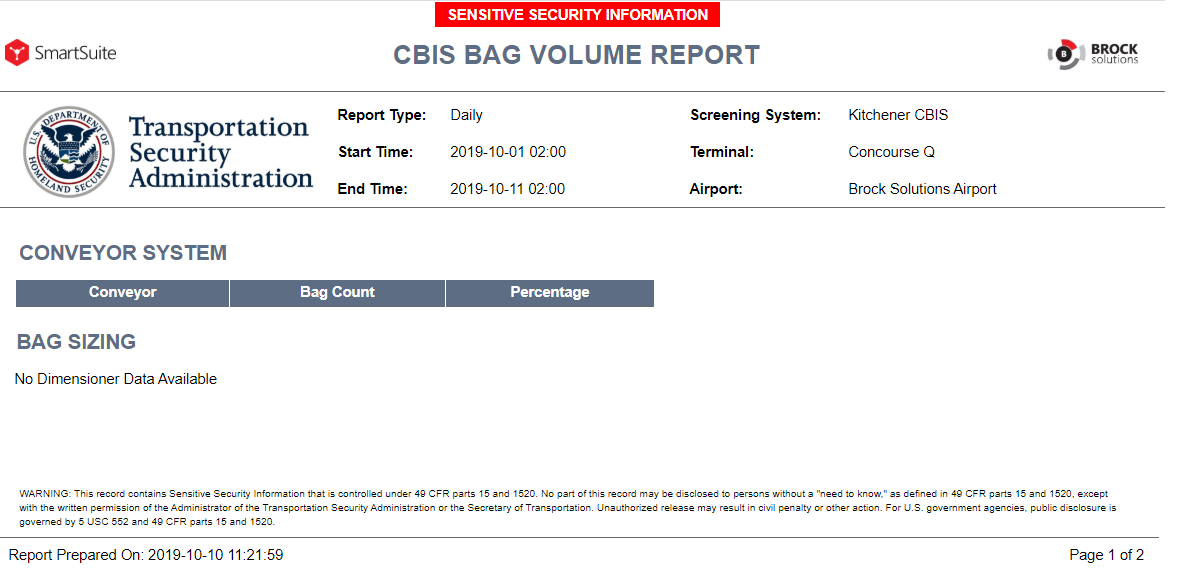 SENSITIVE SECURITY INFORMATION
SmartSuite
CBIS BAG VOLUME REPORT
BROCK
solutions
B
U.S. DEPARTMENT OF
HOMELAND SECURITY
Transportation
Security
Administration
Report Type: Daily
Screening System: Kitchener CBIS
Start Time: 2019-10-01 02:00
Terminal: Concourse Q
End Time: 2019-10-11 02:00
Airport: Brock Solutions Airport
CONVEYOR SYSTEM
Conveyor Bag Count Percentage
BAG SIZING
No Dimensioner Data Available
WARNING: This record contains Sensitive Security Information that is controlled under 49 CFR parts 15 and 1520. No part of this record may be disclosed to persons without a "need to know," as defined in 49 CFR parts 15 and 1520, except
with the written permission of the Administrator of the Transportation Security Administration or the Secretary of Transportation. Unauthorized release may result in civil penalty or other action. For U.S. government agencies, public disclosure is
governed by 5 USC 552 and 49 CFR parts 15 and 1520.
Report Prepared On: 2019-10-10 11:21:59
Page 1 of 2